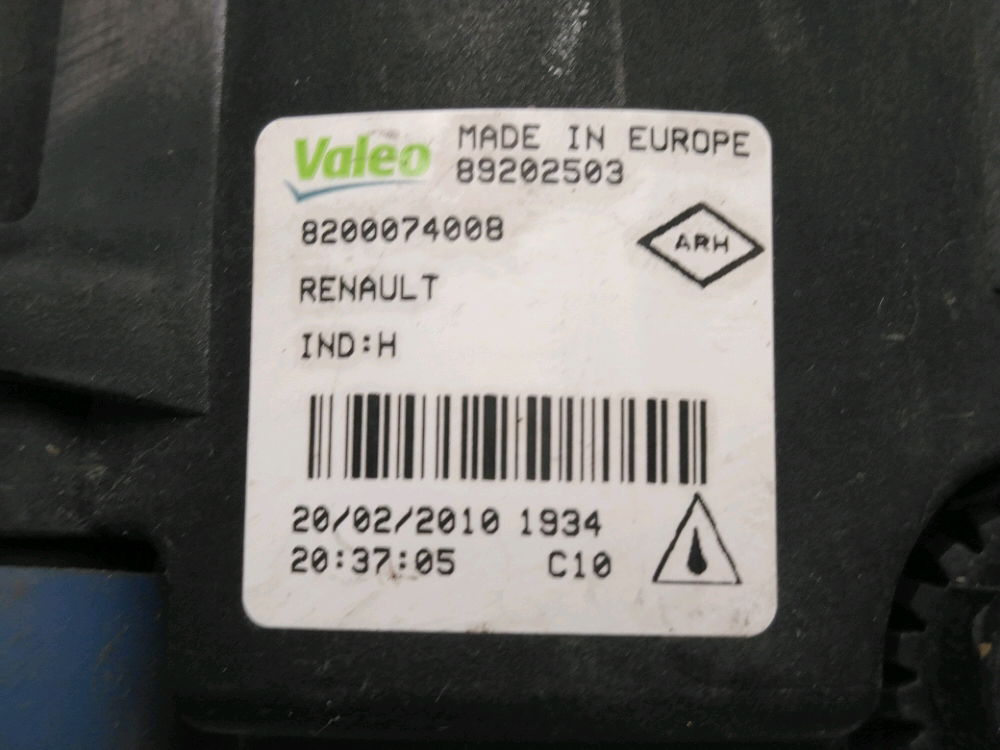 Valeo MADE IN EUROPE
89202503
8200074008
ARH
RENAULT
IND:H
20/02/2010 1934
20:37:05 C10